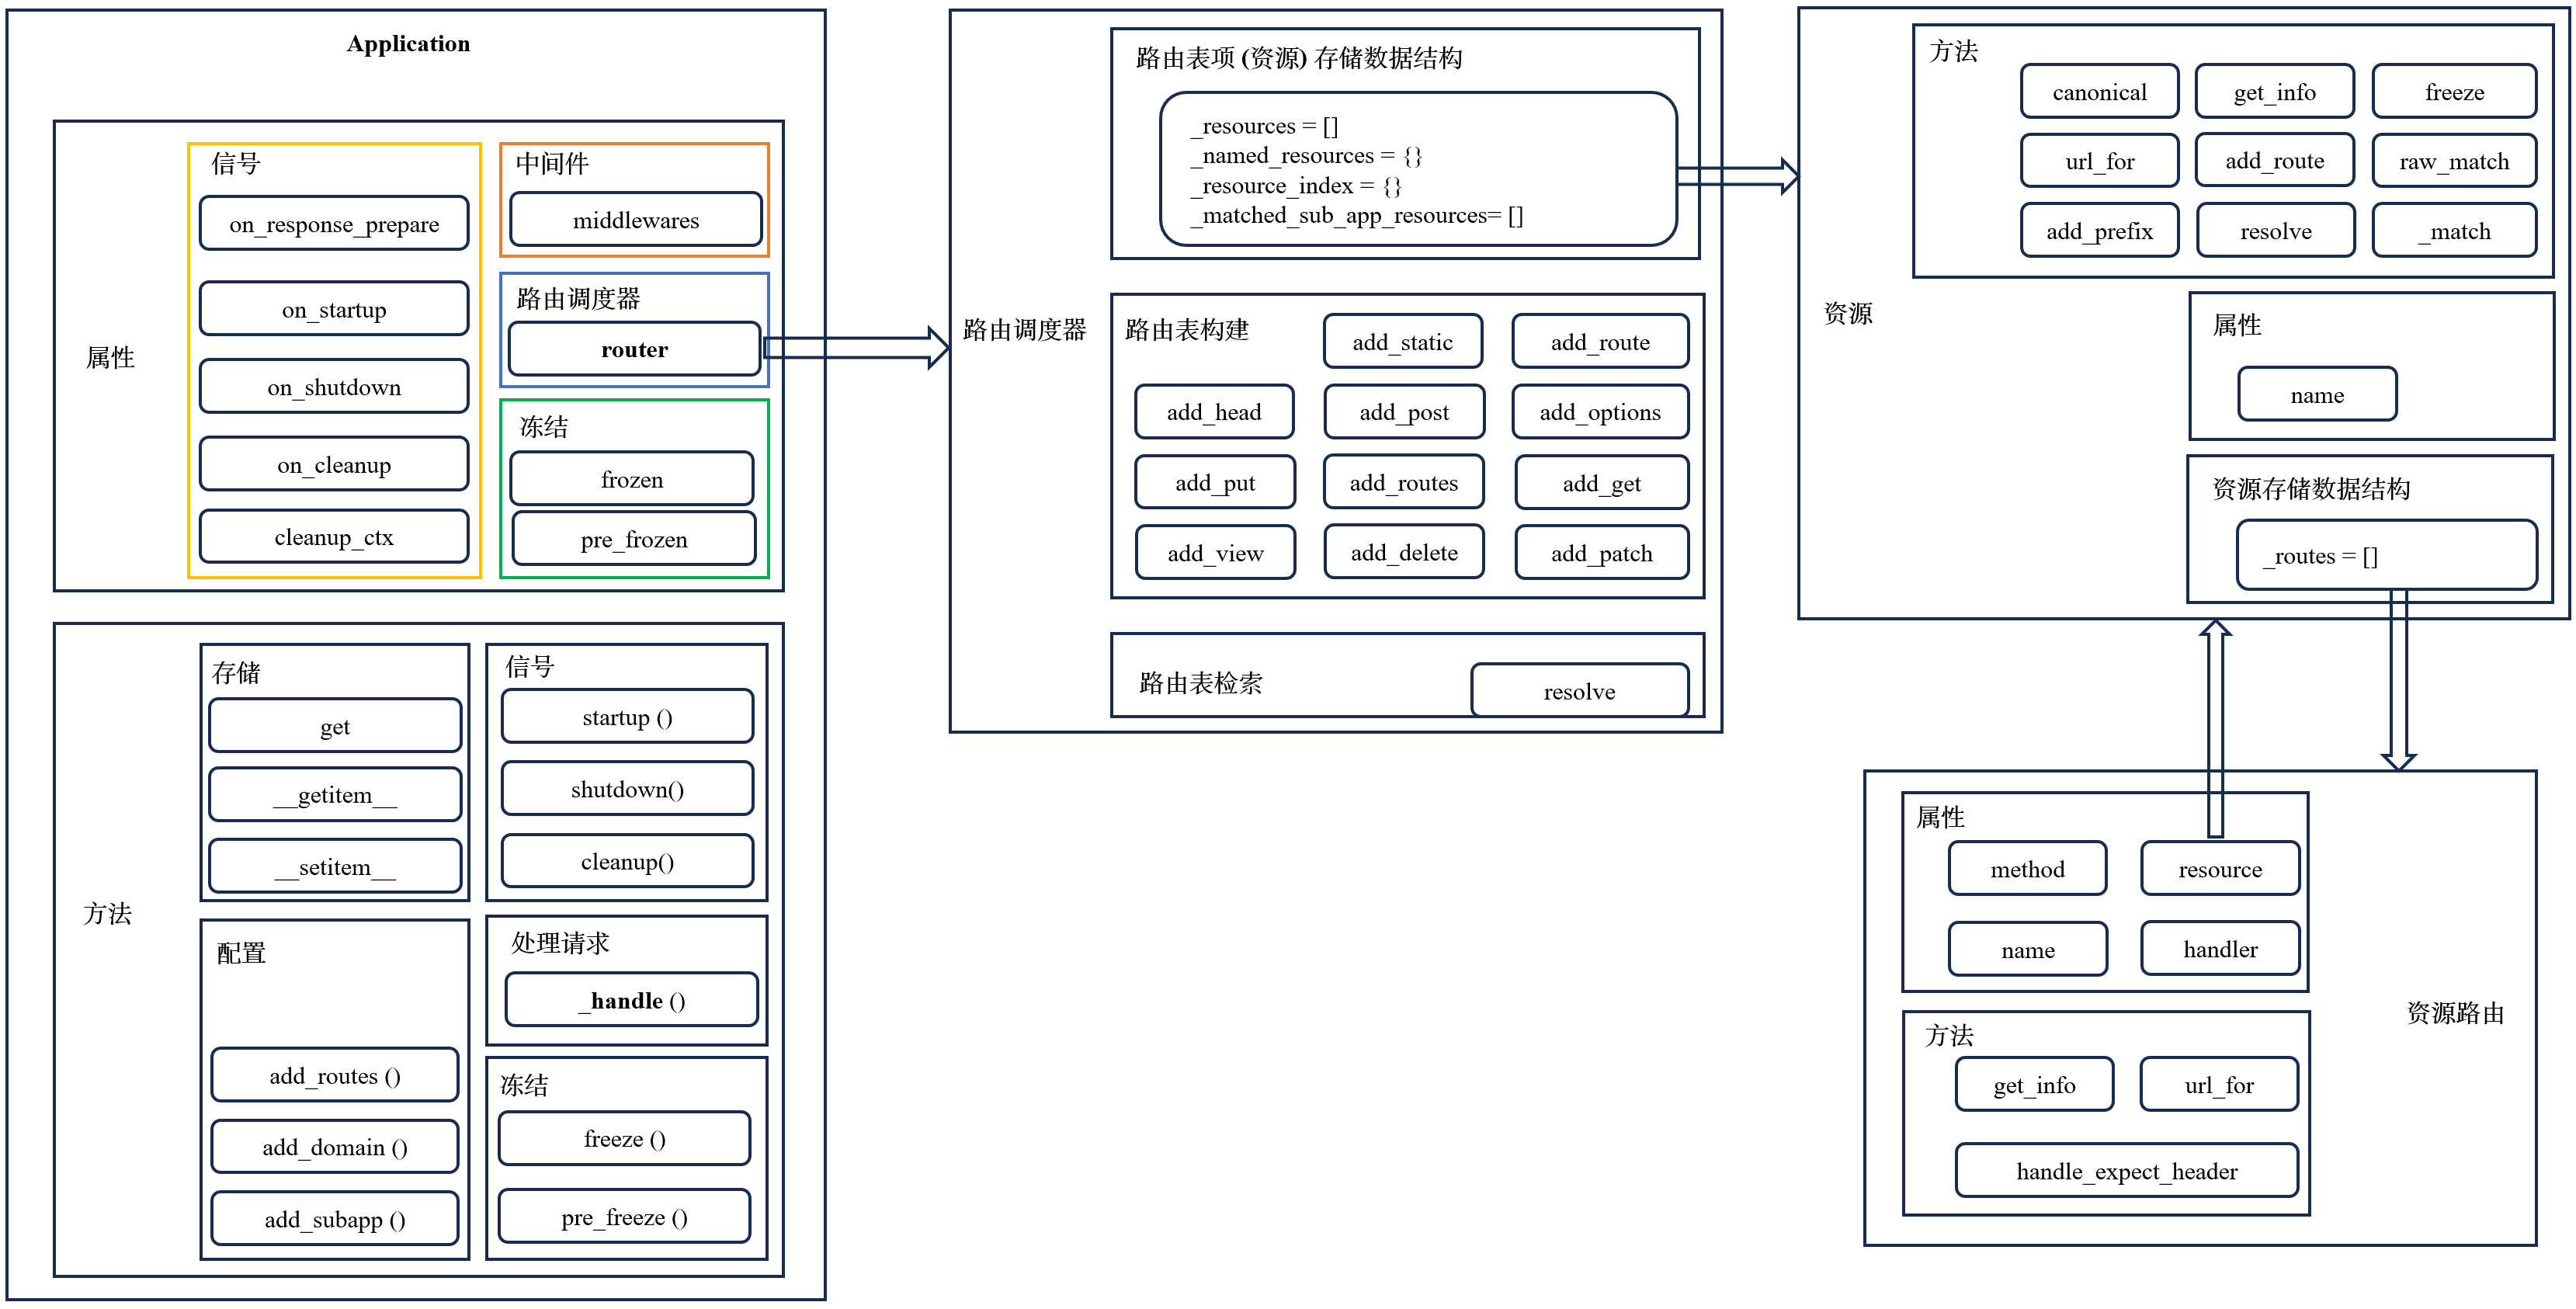 Application
属性
信号
on_response_prepare
on_startup
on_shutdown
on_cleanup
cleanup_ctx
中间件
middlewares
路由调度器
router
冻结
frozen
pre_frozen
方法
存储
get
__getitem__
__setitem__
配置
add_routes ()
add_domain ()
add_subapp ()
信号
startup ()
shutdown()
cleanup()
处理请求
_handle ()
冻结
freeze ()
pre_freeze ()
路由调度器
路由表项 (资源) 存储数据结构
_resources = []
_named_resources = {}
_resource_index = {}
_matched_sub_app_resources= []
路由表构建
add_static
add_route
add_head
add_post
add_options
add_put
add_routes
add_get
add_view
add_delete
add_patch
路由表检索
resolve
资源
方法
canonical
get_info
freeze
url_for
add_route
raw_match
add_prefix
resolve
_match
属性
name
资源存储数据结构
_routes = []
资源路由
属性
method
resource
name
handler
方法
get_info
url_for
handle_expect_header